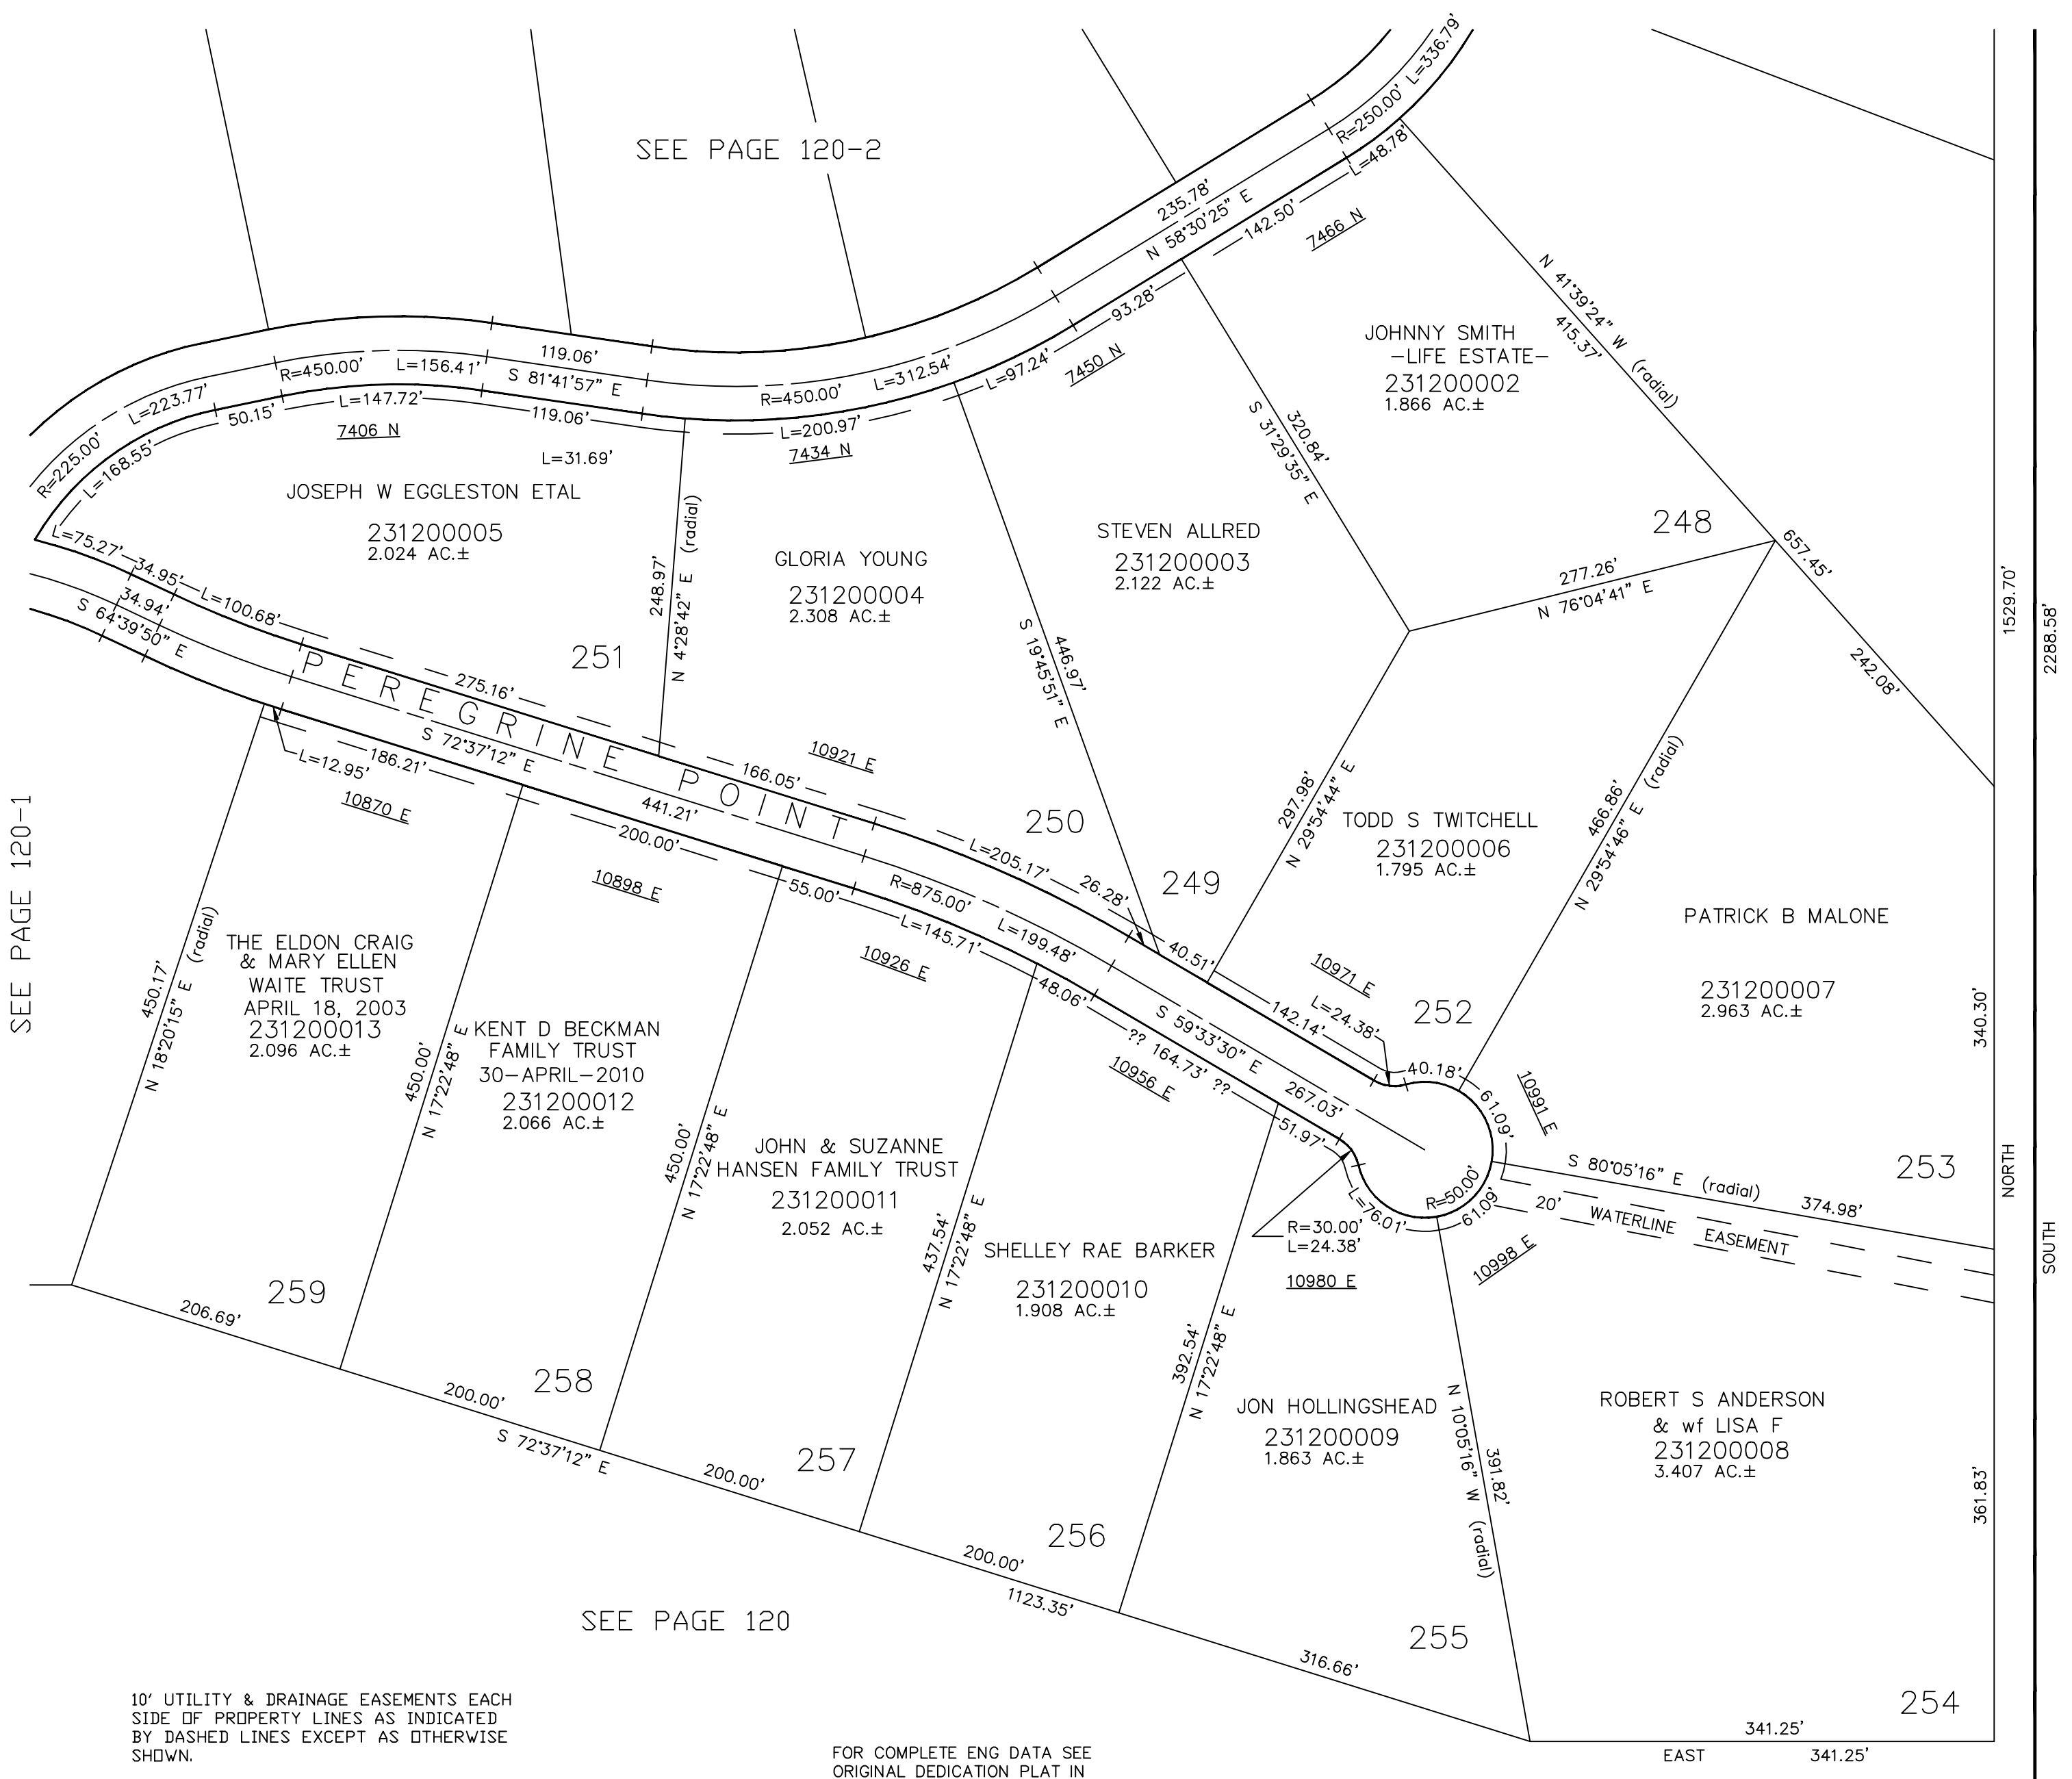 SEE PAGE 120-2
L=336.79'
R=250.00'
L=48.78'
235.78'
N 58°30'25" E
142.50'
7466 N
93.28'
7450 N
L=97.24'
L=312.54'
R=450.00'
L=200.97'
7434 N
119.06'
S 81°41'57" E
119.06'
L=31.69'
L=156.41'
R=450.00'
L=147.72'
7406 N
L=223.77'
50.15'
R=225.00'
L=168.55'
L=75.27'
34.95'
L=100.68'
34.94'
S 64°39'50" E
JOSEPH W EGGLESTON ETAL
231200005
2.024 AC.±
251
248.97'
N 4°28'42" E (radial)
GLORIA YOUNG
231200004
2.308 AC.±
250
S 19°45'51" E
446.97'
STEVEN ALLRED
231200003
2.122 AC.±
249
320.84'
S 31°29'35" E
JOHNNY SMITH
-LIFE ESTATE-
231200002
1.866 AC.±
248
N 41°39'24" W (radial)
415.37'
657.45'
242.08'
277.26'
N 76°04'41" E
297.98'
N 29°54'44" E
TODD S TWITCHELL
231200006
1.795 AC.±
252
466.86'
N 29°54'46" E (radial)
PATRICK B MALONE
231200007
2.963 AC.±
253
1529.70'
2288.58'
340.30'
NORTH
SOUTH
361.83'
PEREGRINE POINT
275.16'
S 72°37'12" E
441.21'
166.05'
10921 E
L=205.17'
26.28'
40.51'
142.14'
10971 E
L=24.38'
40.18'
61.09'
10991 E
R=875.00'
L=199.48'
S 59°33'30" E
267.03'
L=12.95'
186.21'
10870 E
200.00'
10898 E
55.00'
L=145.71'
10926 E
48.06'
?? 164.73' ??
10956 E
51.97'
R=30.00'
L=24.38'
10980 E
L=76.01'
R=50.00'
61.09'
10998 E
S 80°05'16" E (radial)
374.98'
20' WATERLINE EASEMENT
SEE PAGE 120-1
450.17'
N 18°20'15" E (radial)
THE ELDON CRAIG
& MARY ELLEN
WAITE TRUST
APRIL 18, 2003
231200013
2.096 AC.±
259
450.00'
N 17°22'48" E
KENT D BECKMAN
FAMILY TRUST
30-APRIL-2010
231200012
2.066 AC.±
258
450.00'
N 17°22'48" E
JOHN & SUZANNE
HANSEN FAMILY TRUST
231200011
2.052 AC.±
257
437.54'
N 17°22'48" E
SHELLEY RAE BARKER
231200010
1.908 AC.±
256
392.54'
N 17°22'48" E
JON HOLLINGSHEAD
231200009
1.863 AC.±
255
N 10°05'16" W (radial)
391.82'
ROBERT S ANDERSON
& wf LISA F
231200008
3.407 AC.±
254
206.69'
200.00'
S 72°37'12" E
200.00'
200.00'
1123.35'
316.66'
341.25'
EAST 341.25'
SEE PAGE 120
10' UTILITY & DRAINAGE EASEMENTS EACH
SIDE OF PROPERTY LINES AS INDICATED
BY DASHED LINES EXCEPT AS OTHERWISE
SHOWN.
FOR COMPLETE ENG DATA SEE
ORIGINAL DEDICATION PLAT IN